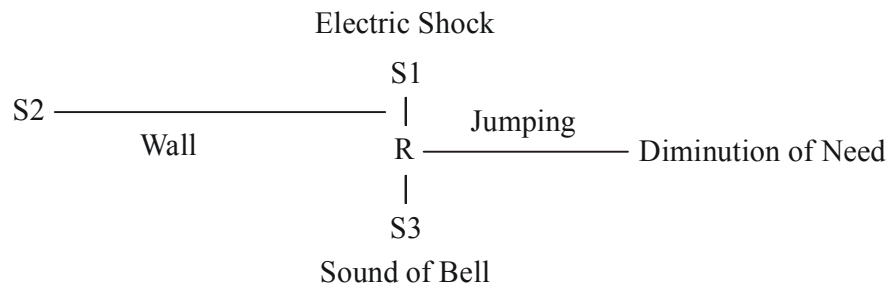 Electric Shock
S1
S2
Jumping
Wall
R
Diminution of Need
S3
Sound of Bell